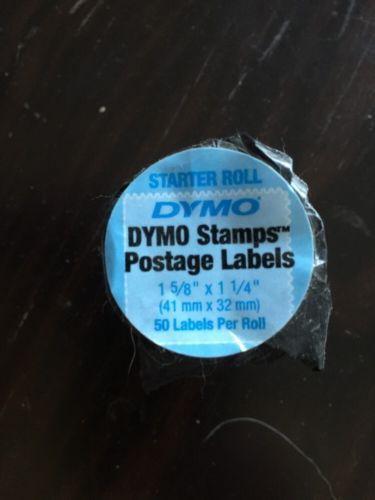 STARTER ROLL
DYMO®
DYMO Stamps™
Postage Labels
1 5/8" x 1 1/4"
(41 mm x 32 mm)
50 Labels Per Roll